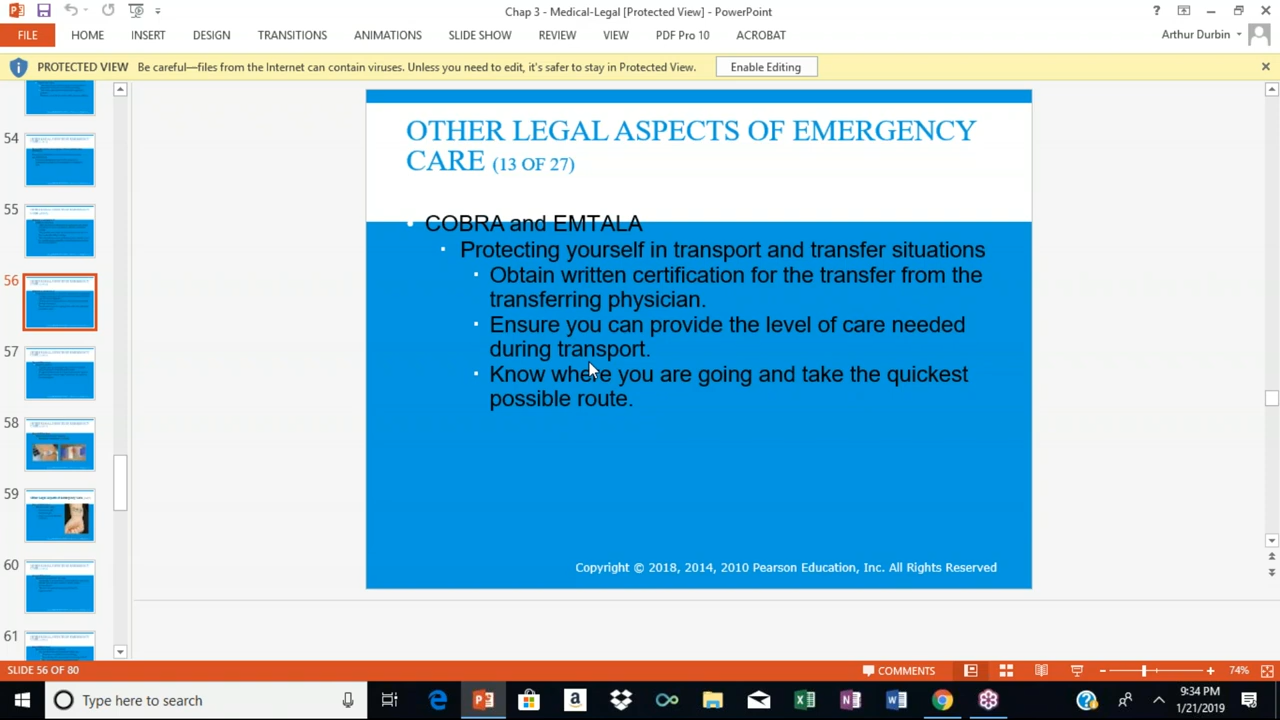 Chap 3 - Medical-Legal [Protected View] - PowerPoint
?
FILE
HOME
INSERT
DESIGN
TRANSITIONS
ANIMATIONS
SLIDE SHOW
REVIEW
VIEW
PDF Pro 10
ACROBAT
Arthur Durbin
PROTECTED VIEW
Be careful—files from the Internet can contain viruses. Unless you need to edit, it's safer to stay in Protected View.
Enable Editing
54
55
56
57
58
59
60
61
OTHER LEGAL ASPECTS OF EMERGENCY
CARE (13 OF 27)
• COBRA and EMTALA
▪ Protecting yourself in transport and transfer situations
▪ Obtain written certification for the transfer from the
transferring physician.
▪ Ensure you can provide the level of care needed
during transport.
▪ Know where you are going and take the quickest
possible route.
Copyright © 2018, 2014, 2010 Pearson Education, Inc. All Rights Reserved
SLIDE 56 OF 80
COMMENTS
74%
Type here to search
9:34 PM
1/21/2019